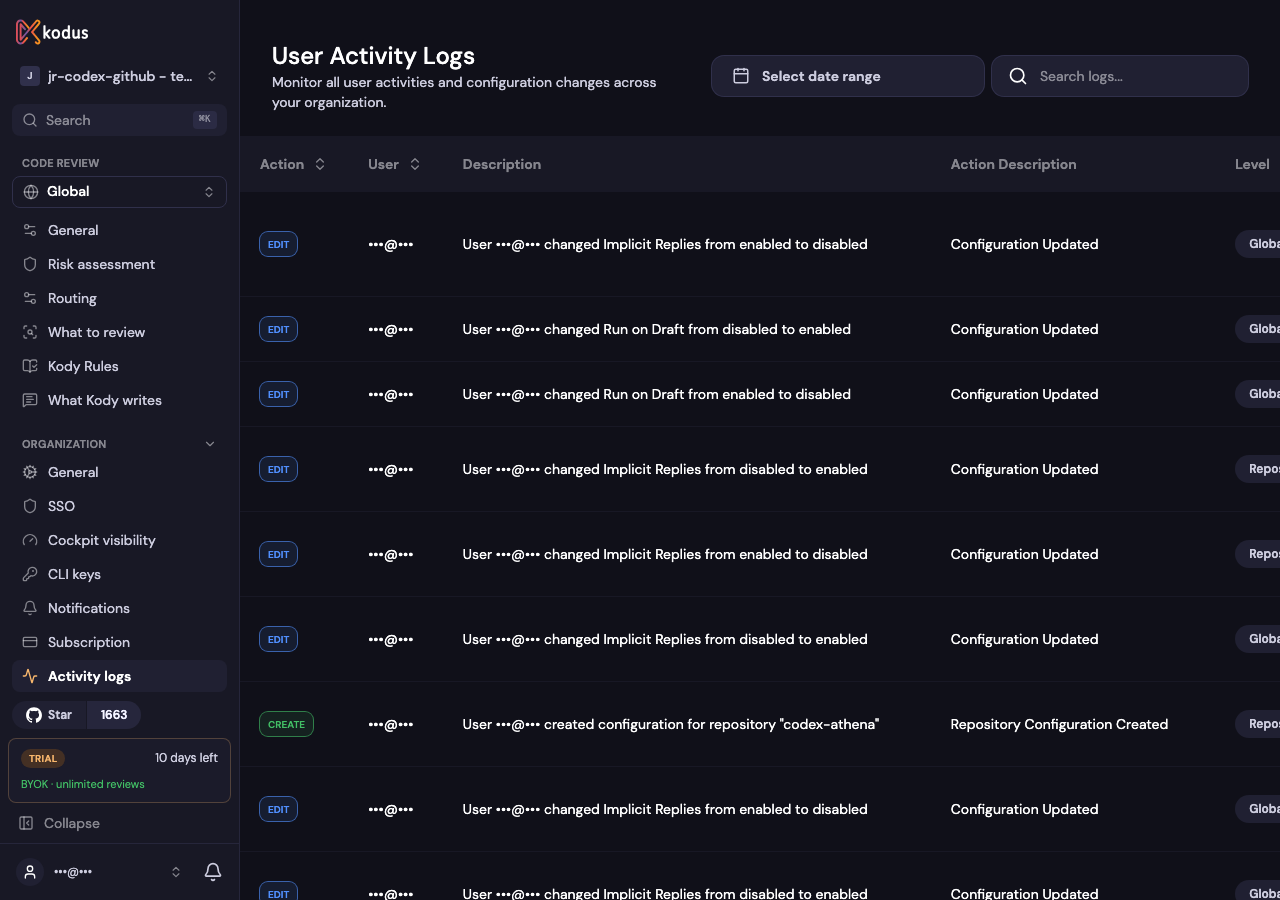 kodus
J jr-codex-github - te...
Search ⌘K
CODE REVIEW
Global
General
Risk assessment
Routing
What to review
Kody Rules
What Kody writes
ORGANIZATION
General
SSO
Cockpit visibility
CLI keys
Notifications
Subscription
Activity logs
Star 1663
TRIAL 10 days left
BYOK · unlimited reviews
Collapse
•••@•••
User Activity Logs
Monitor all user activities and configuration changes across
your organization.
Select date range
Search logs...
Action User Description Action Description Level
EDIT •••@••• User •••@••• changed Implicit Replies from enabled to disabled Configuration Updated Globa
EDIT •••@••• User •••@••• changed Run on Draft from disabled to enabled Configuration Updated Globa
EDIT •••@••• User •••@••• changed Run on Draft from enabled to disabled Configuration Updated Globa
EDIT •••@••• User •••@••• changed Implicit Replies from disabled to enabled Configuration Updated Repos
EDIT •••@••• User •••@••• changed Implicit Replies from enabled to disabled Configuration Updated Repos
EDIT •••@••• User •••@••• changed Implicit Replies from disabled to enabled Configuration Updated Globa
CREATE •••@••• User •••@••• created configuration for repository "codex-athena" Repository Configuration Created Repos
EDIT •••@••• User •••@••• changed Implicit Replies from enabled to disabled Configuration Updated Globa
EDIT •••@••• User •••@••• changed Implicit Replies from disabled to enabled Configuration Updated Globa